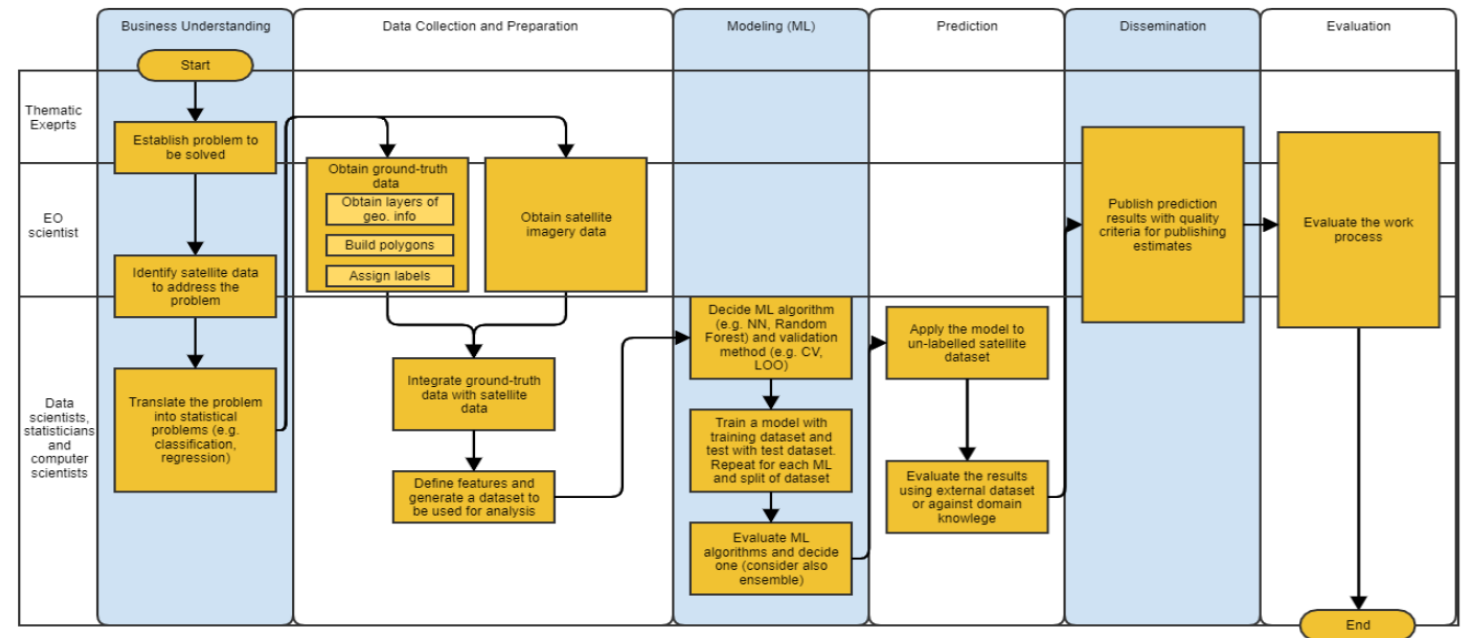 Business Understanding
Data Collection and Preparation
Modeling (ML)
Prediction
Dissemination
Evaluation
Thematic
Exeprts
EO
scientist
Data
scientists,
statisticians
and
computer
scientists
Start
Establish problem to
be solved
Identify satellite data
to address the
problem
Translate the problem
into statistical
problems (e.g.
classification,
regression)
Obtain ground-truth
data
Obtain layers of
geo. info
Build polygons
Assign labels
Obtain satellite
imagery data
Integrate ground-truth
data with satellite
data
Define features and
generate a dataset to
be used for analysis
Decide ML algorithm
(e.g. NN, Random
Forest) and validation
method (e.g. CV,
LOO)
Train a model with
training dataset and
test with test dataset.
Repeat for each ML
and split of dataset
Evaluate ML
algorithms and decide
one (consider also
ensemble)
Apply the model to
un-labelled satellite
dataset
Evaluate the results
using external dataset
or against domain
knowlege
Publish prediction
results with quality
criteria for publishing
estimates
Evaluate the work
process
End